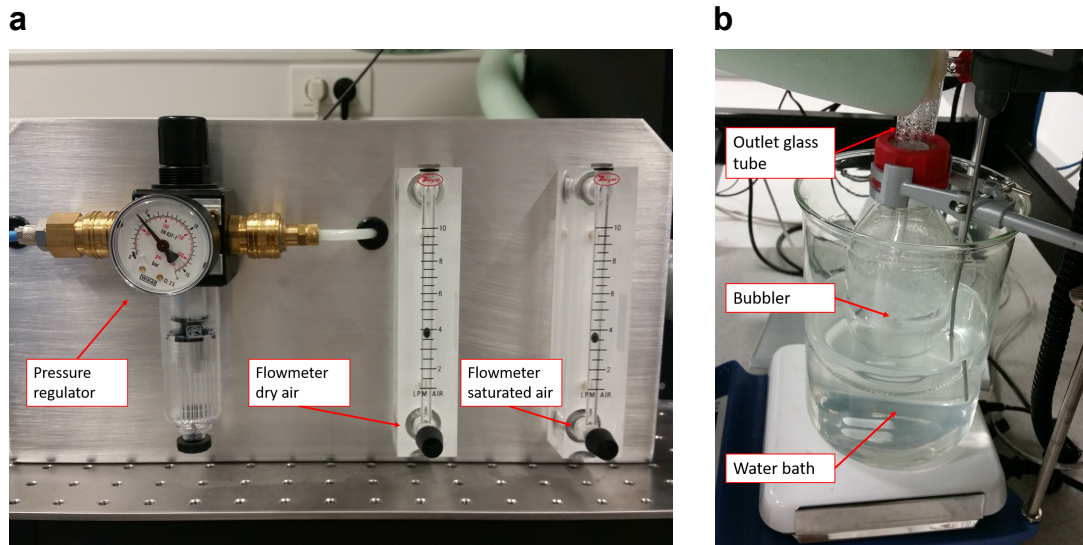 a
b
Outlet glass
tube
Bubbler
Water bath
Pressure
regulator
Flowmeter
dry air
Flowmeter
saturated air
10
8
6
4
2
LPM AIR
10
8
6
4
2
LPM AIR
bar